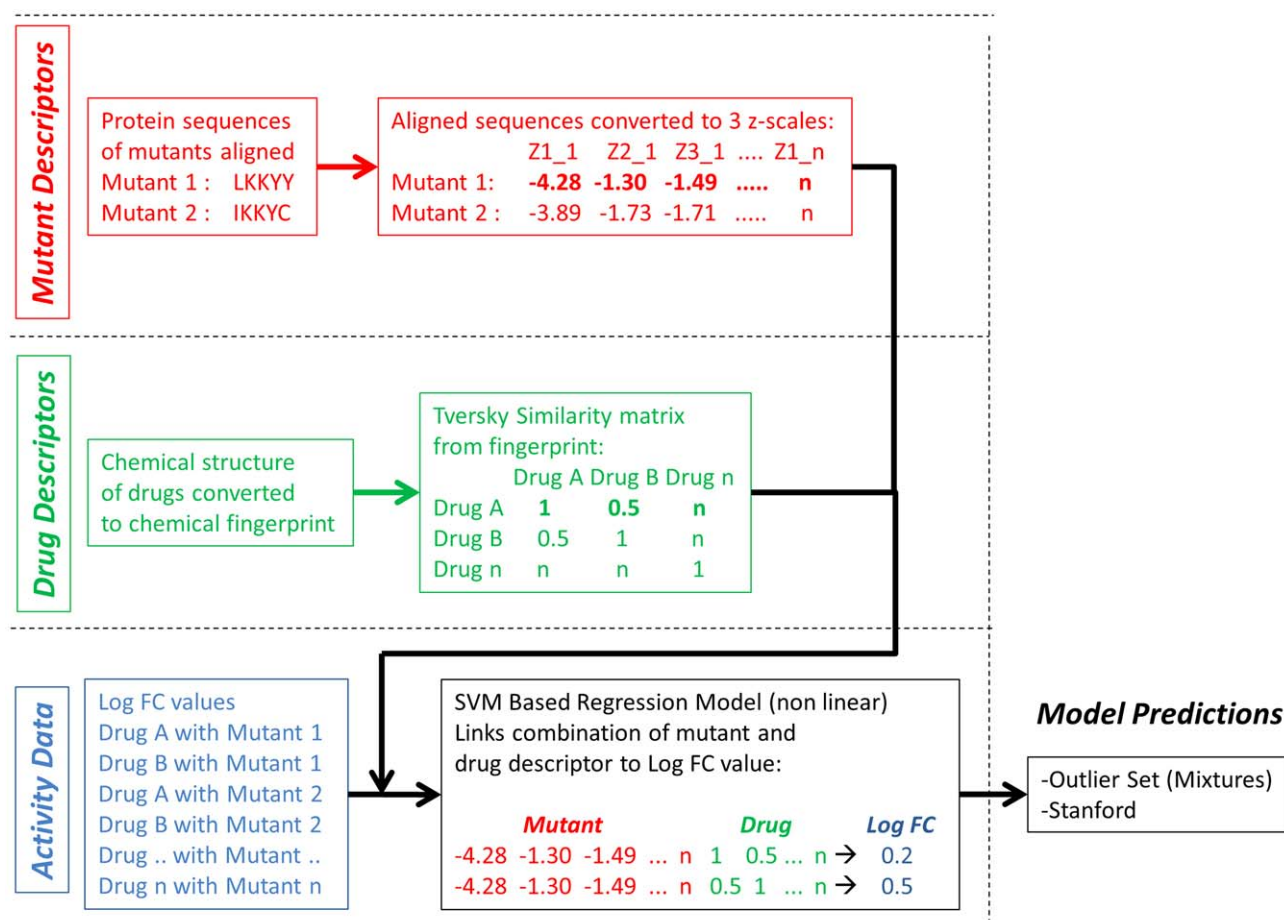 Mutant Descriptors
Protein sequences
of mutants aligned
Mutant 1 : LKKYY
Mutant 2 : IKKYC
Aligned sequences converted to 3 z-scales:
Z1_1 Z2_1 Z3_1 .... Z1_n
Mutant 1: -4.28 -1.30 -1.49 ..... n
Mutant 2 : -3.89 -1.73 -1.71 ..... n
Drug Descriptors
Chemical structure
of drugs converted
to chemical fingerprint
Tversky Similarity matrix
from fingerprint:
Drug A Drug B Drug n
Drug A 1 0.5 n
Drug B 0.5 1 n
Drug n n n 1
Activity Data
Log FC values
Drug A with Mutant 1
Drug B with Mutant 1
Drug A with Mutant 2
Drug B with Mutant 2
Drug .. with Mutant ..
Drug n with Mutant n
SVM Based Regression Model (non linear)
Links combination of mutant and
drug descriptor to Log FC value:
Mutant Drug Log FC
-4.28 -1.30 -1.49 ... n 1 0.5 ... n → 0.2
-4.28 -1.30 -1.49 ... n 0.5 1 ... n → 0.5
Model Predictions
-Outlier Set (Mixtures)
-Stanford